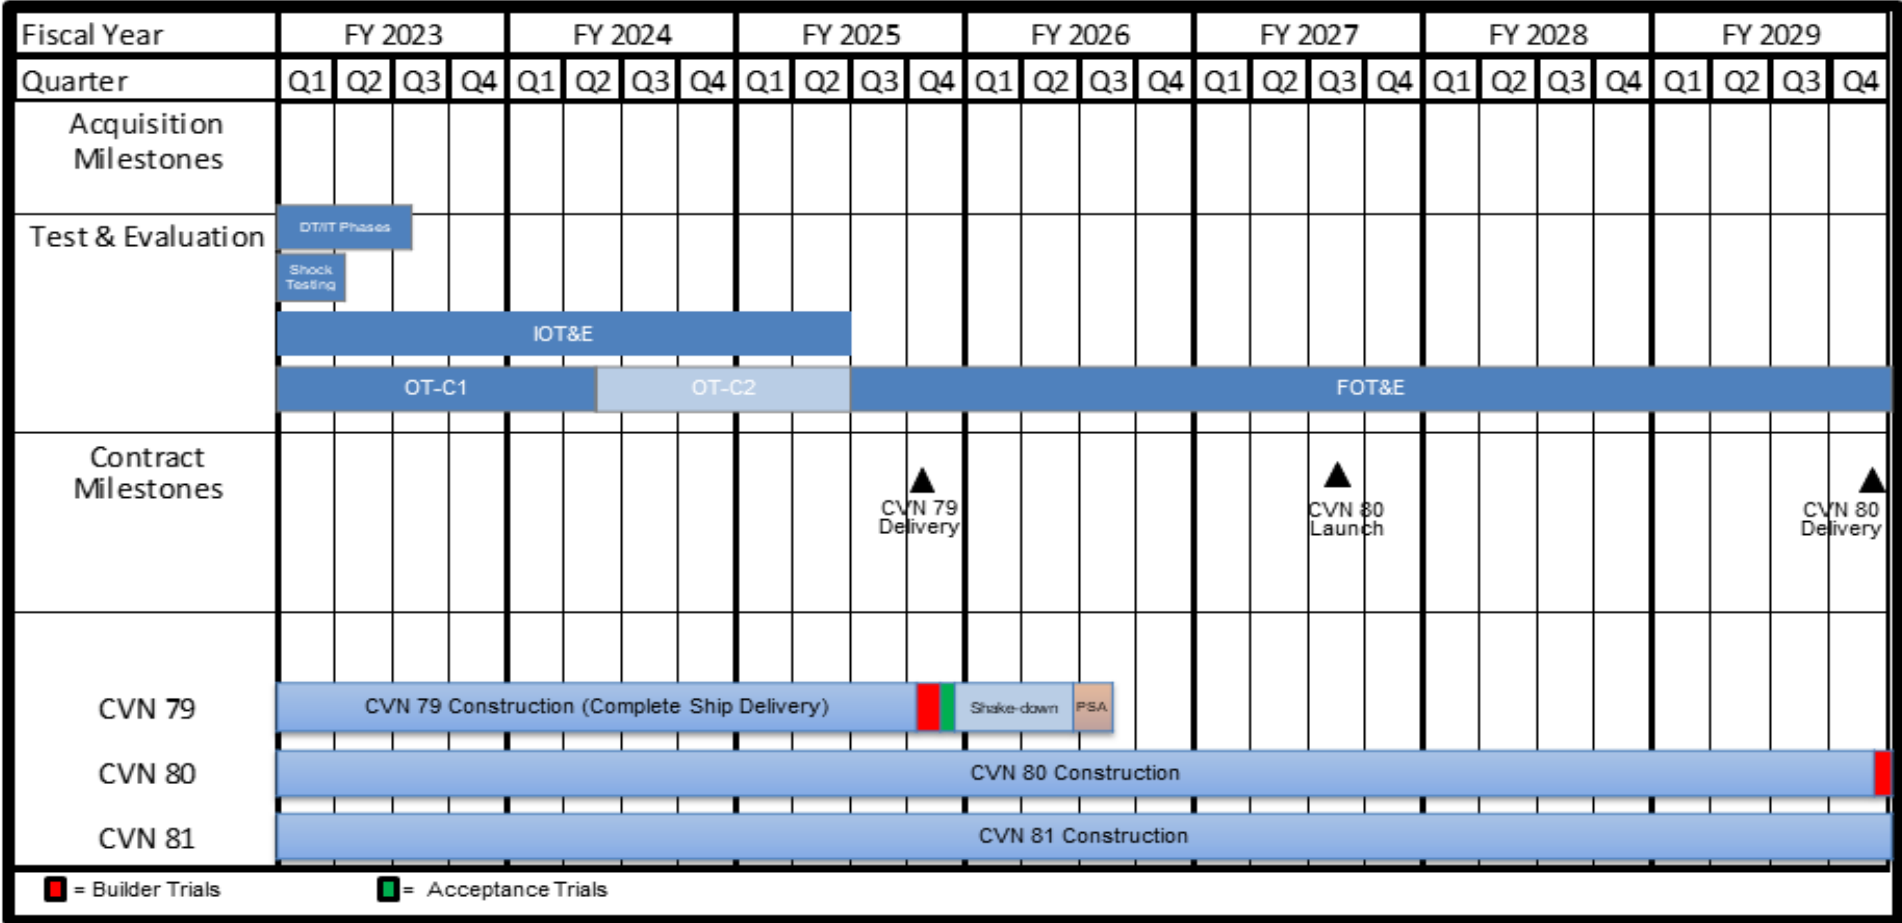 Fiscal Year FY 2023 FY 2024 FY 2025 FY 2026 FY 2027 FY 2028 FY 2029
Quarter Q1 Q2 Q3 Q4 Q1 Q2 Q3 Q4 Q1 Q2 Q3 Q4 Q1 Q2 Q3 Q4 Q1 Q2 Q3 Q4 Q1 Q2 Q3 Q4 Q1 Q2 Q3 Q4
Acquisition
Milestones
Test & Evaluation
DT/IT Phases
Shock
Testing
IOT&E
OT-C1 OT-C2 FOT&E
Contract
Milestones
CVN 79
Delivery
CVN 80
Launch
CVN 80
Delivery
CVN 79 CVN 79 Construction (Complete Ship Delivery) Shake-down PSA
CVN 80 CVN 80 Construction
CVN 81 CVN 81 Construction
= Builder Trials = Acceptance Trials